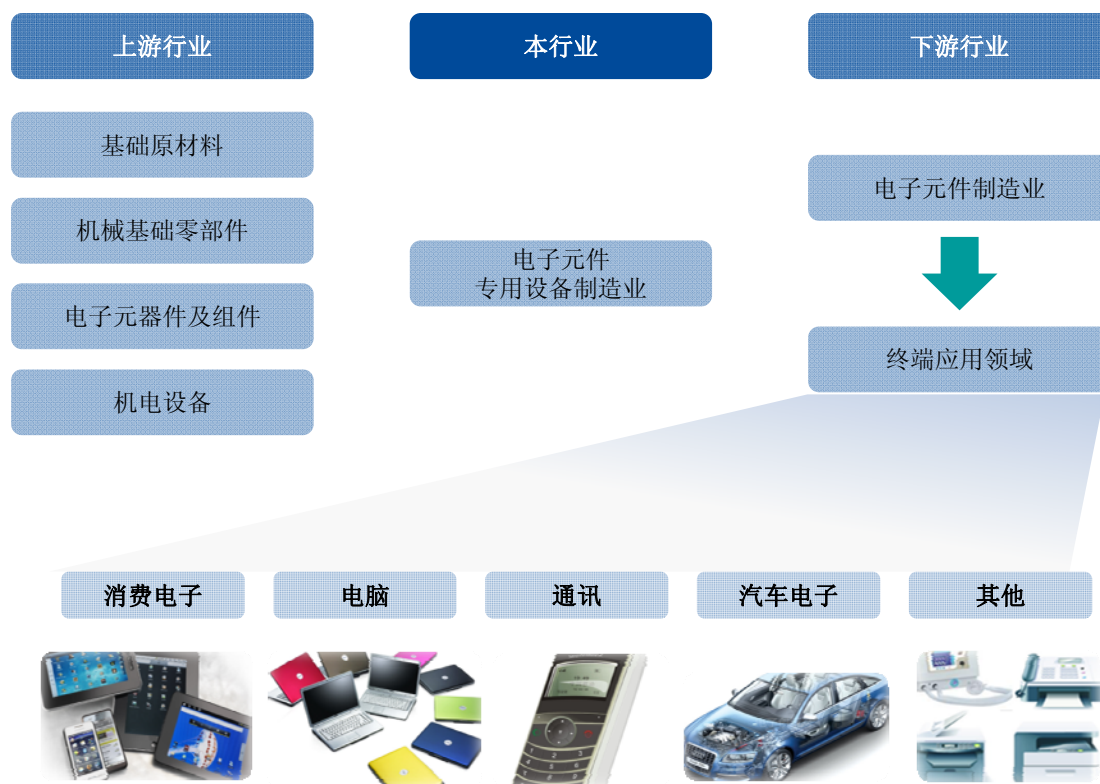 上游行业
本行业
下游行业
基础原材料
机械基础零部件
电子元器件及组件
机电设备
电子元件
专用设备制造业
电子元件制造业
终端应用领域
消费电子
电脑
通讯
汽车电子
其他